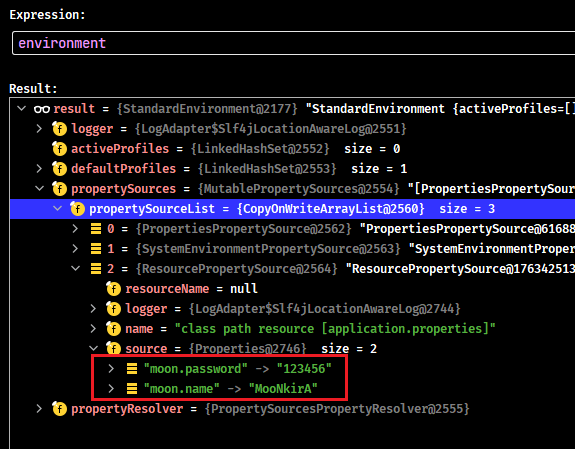 Expression:
environment
Result:
result = {StandardEnvironment@2177} "StandardEnvironment {activeProfiles=[]
logger = {LogAdapter$Slf4jLocationAwareLog@2551}
activeProfiles = {LinkedHashSet@2552} size = 0
defaultProfiles = {LinkedHashSet@2553} size = 1
propertySources = {MutablePropertySources@2554} "[PropertiesPropertySour
propertySourceList = {CopyOnWriteArrayList@2560} size = 3
0 = {PropertiesPropertySource@2562} "PropertiesPropertySource@61688
1 = {SystemEnvironmentPropertySource@2563} "SystemEnvironmentProper
2 = {ResourcePropertySource@2564} "ResourcePropertySource@176342513
resourceName = null
logger = {LogAdapter$Slf4jLocationAwareLog@2744}
name = "class path resource [application.properties]"
source = {Properties@2746} size = 2
"moon.password" -> "123456"
"moon.name" -> "MooNkirA"
propertyResolver = {PropertySourcesPropertyResolver@2555}